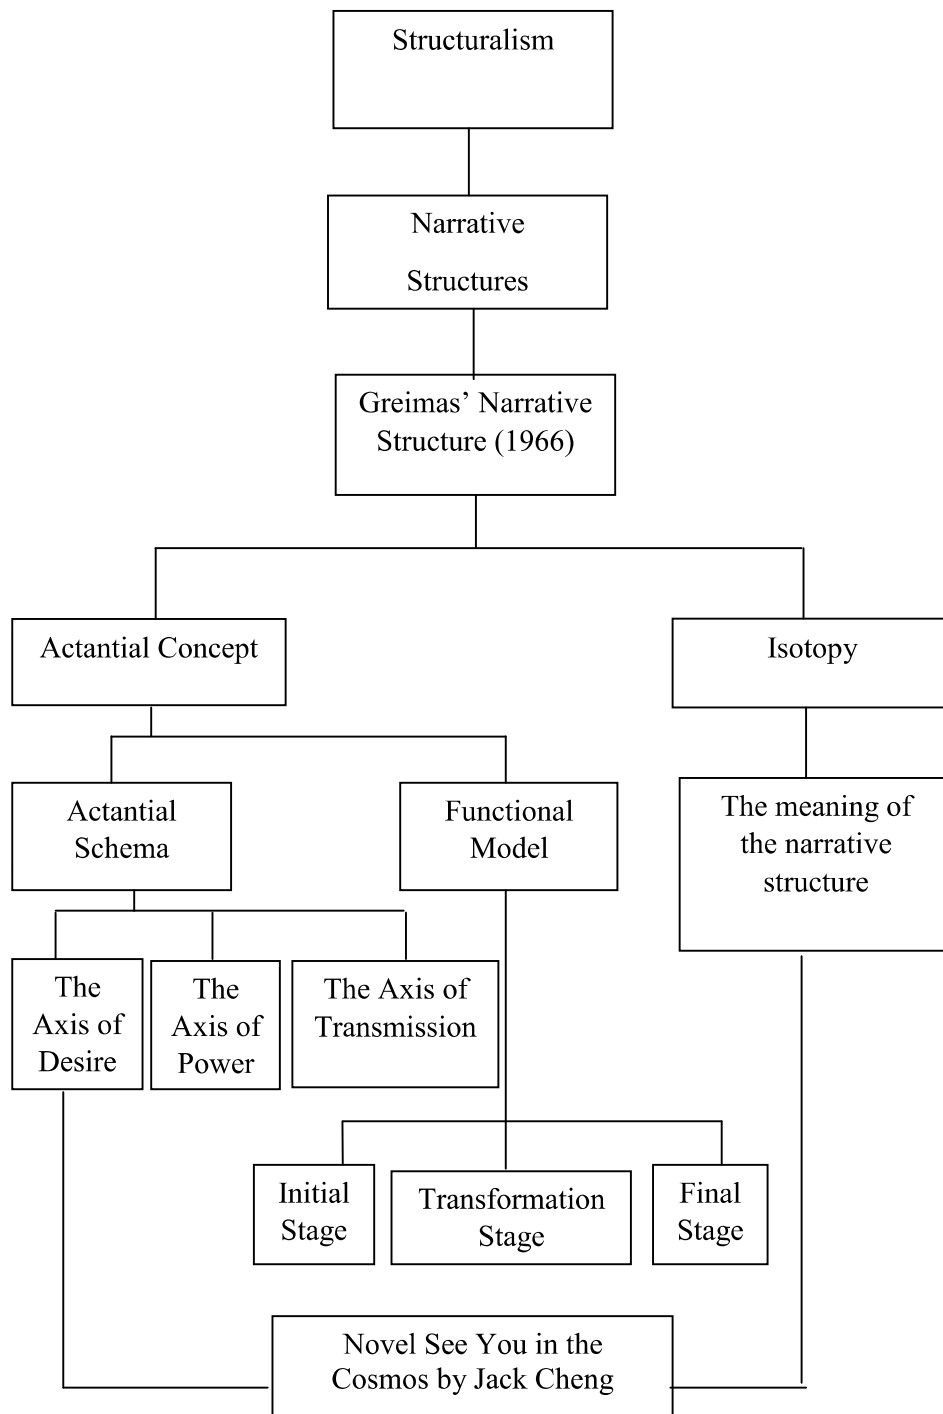 Structuralism
Narrative
Structures
Greimas’ Narrative
Structure (1966)
Actantial Concept
Isotopy
Actantial
Schema
Functional
Model
The meaning of
the narrative
structure
The
Axis of
Desire
The
Axis of
Power
The Axis of
Transmission
Initial
Stage
Transformation
Stage
Final
Stage
Novel See You in the
Cosmos by Jack Cheng